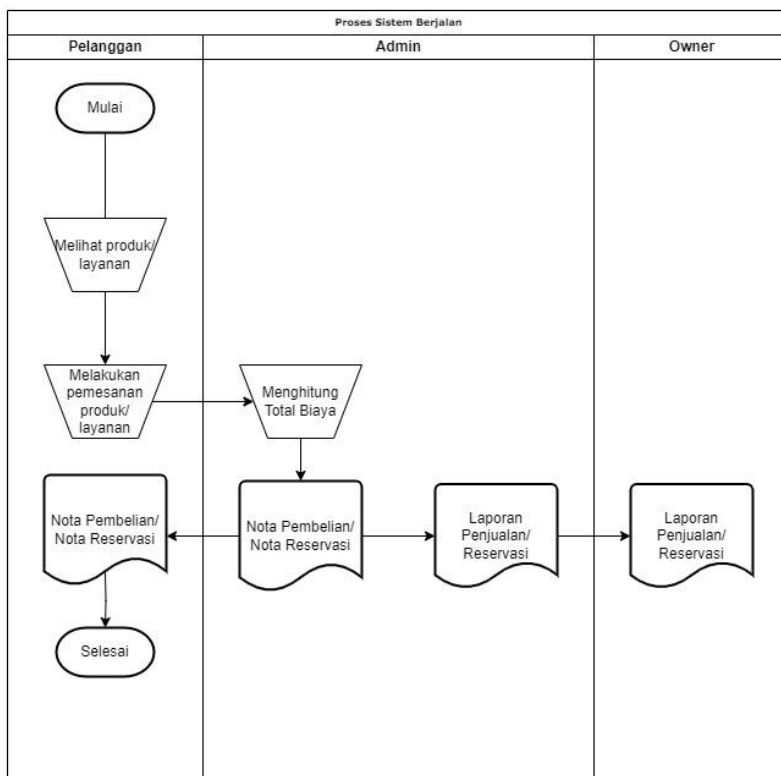 Proses Sistem Berjalan
Pelanggan
Admin
Owner
Mulai
Melihat produk/
layanan
Melakukan
pemesanan
produk/
layanan
Menghitung
Total Biaya
Nota Pembelian/
Nota Reservasi
Nota Pembelian/
Nota Reservasi
Laporan
Penjualan/
Reservasi
Laporan
Penjualan/
Reservasi
Selesai